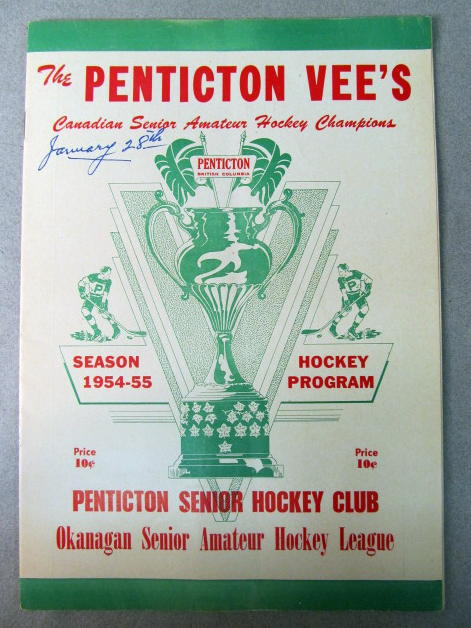 The PENTICTON VEE'S
Canadian Senior Amateur Hockey Champions
January 28th
PENTICTON
BRITISH COLUMBIA
P
P
SEASON
1954-55
HOCKEY
PROGRAM
Price
10¢
Price
10¢
PENTICTON SENIOR HOCKEY CLUB
Okanagan Senior Amateur Hockey League